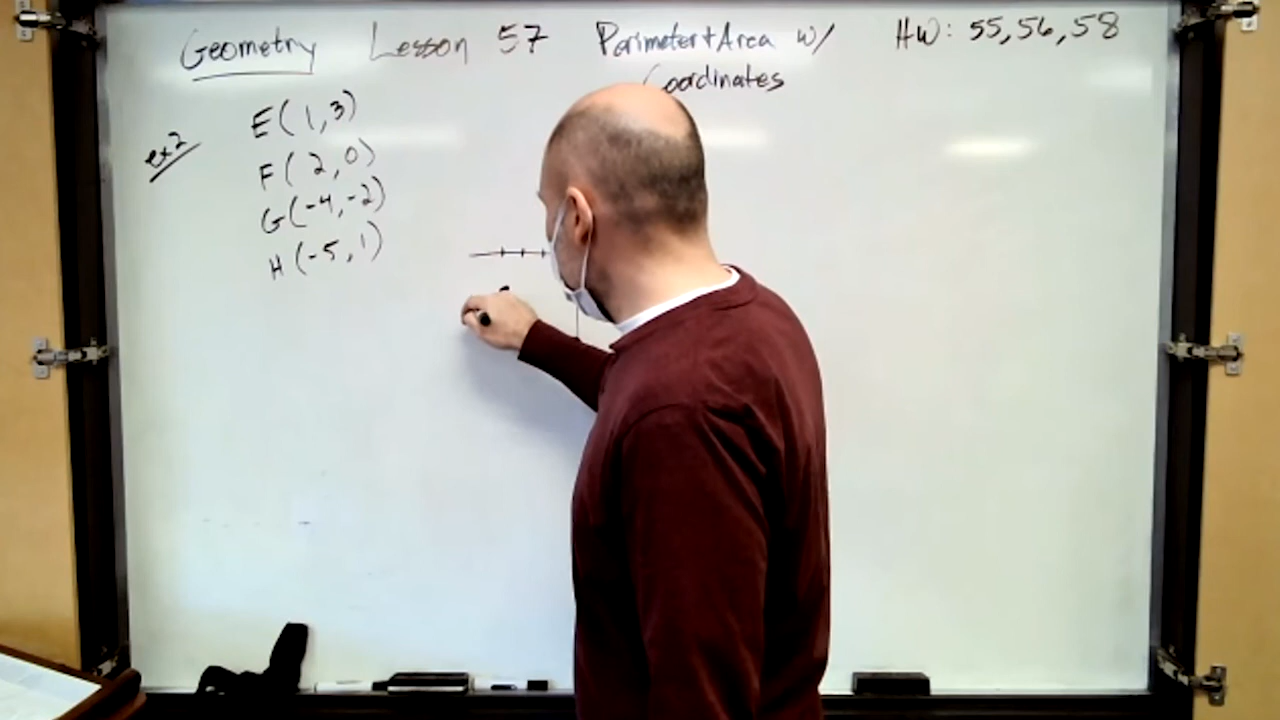 Geometry Lesson 57 Perimeter + Area w/ HW: 55, 56, 58
Coordinates
ex2
E(1,3)
F(2,0)
G(-4,-2)
H(-5,1)